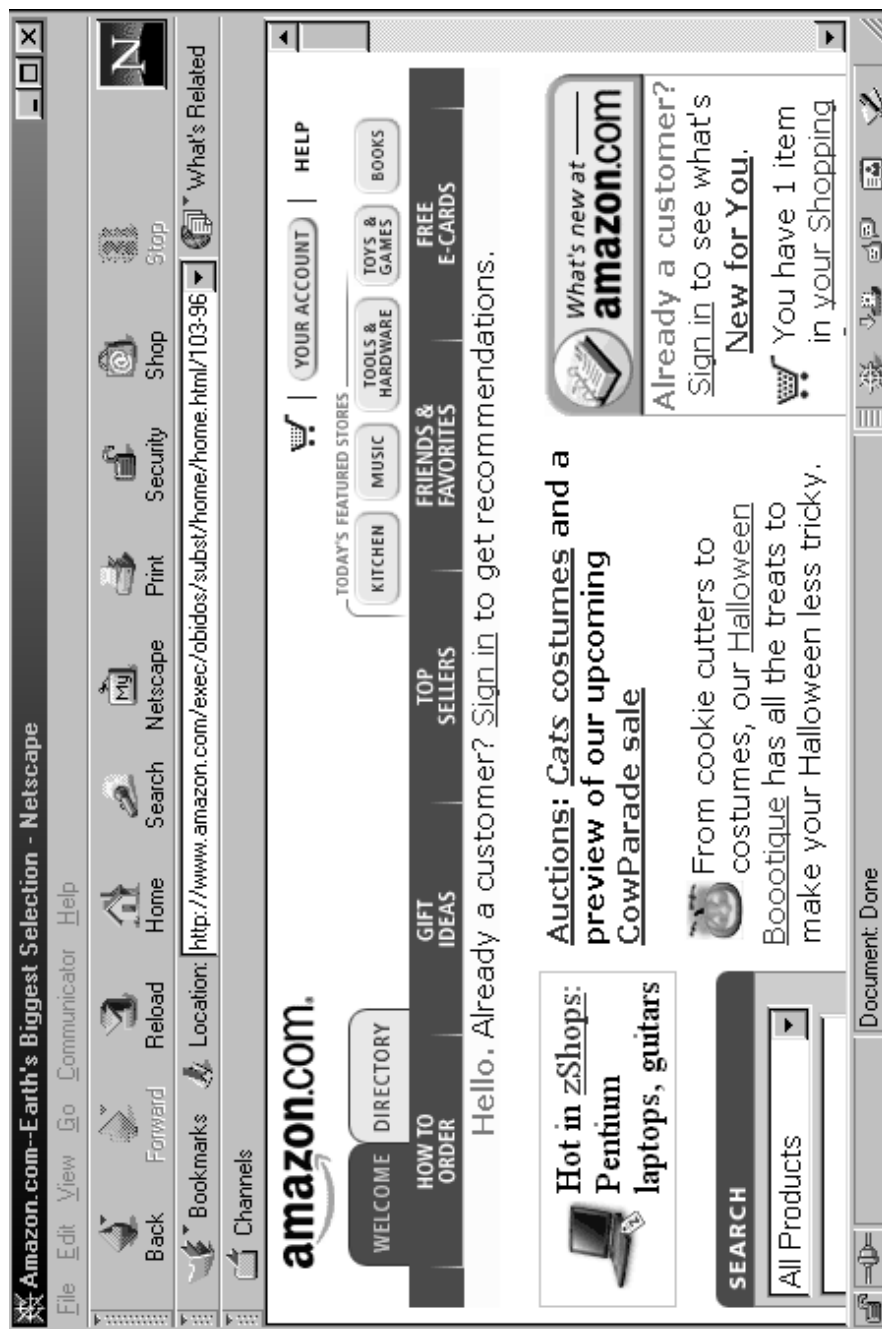 Amazon.com--Earth's Biggest Selection - Netscape
File Edit View Go Communicator Help
Back Forward Reload Home Search Netscape Print Security Shop Stop
My
N
Bookmarks Location: http://www.amazon.com/exec/obidos/subst/home/home.html/103-96 What's Related
Channels
amazon.com.
YOUR ACCOUNT | HELP
TODAY'S FEATURED STORES
WELCOME DIRECTORY
KITCHEN MUSIC TOOLS & HARDWARE TOYS & GAMES BOOKS
HOW TO ORDER GIFT IDEAS TOP SELLERS FRIENDS & FAVORITES FREE E-CARDS
Hello. Already a customer? Sign in to get recommendations.
Hot in zShops:
Pentium
laptops, guitars
SEARCH
All Products
Auctions: Cats costumes and a
preview of our upcoming
CowParade sale
From cookie cutters to
costumes, our Halloween
Boootique has all the treats to
make your Halloween less tricky.
What's new at
amazon.com
Already a customer?
Sign in to see what's
New for You.
You have 1 item
in your Shopping
Document: Done